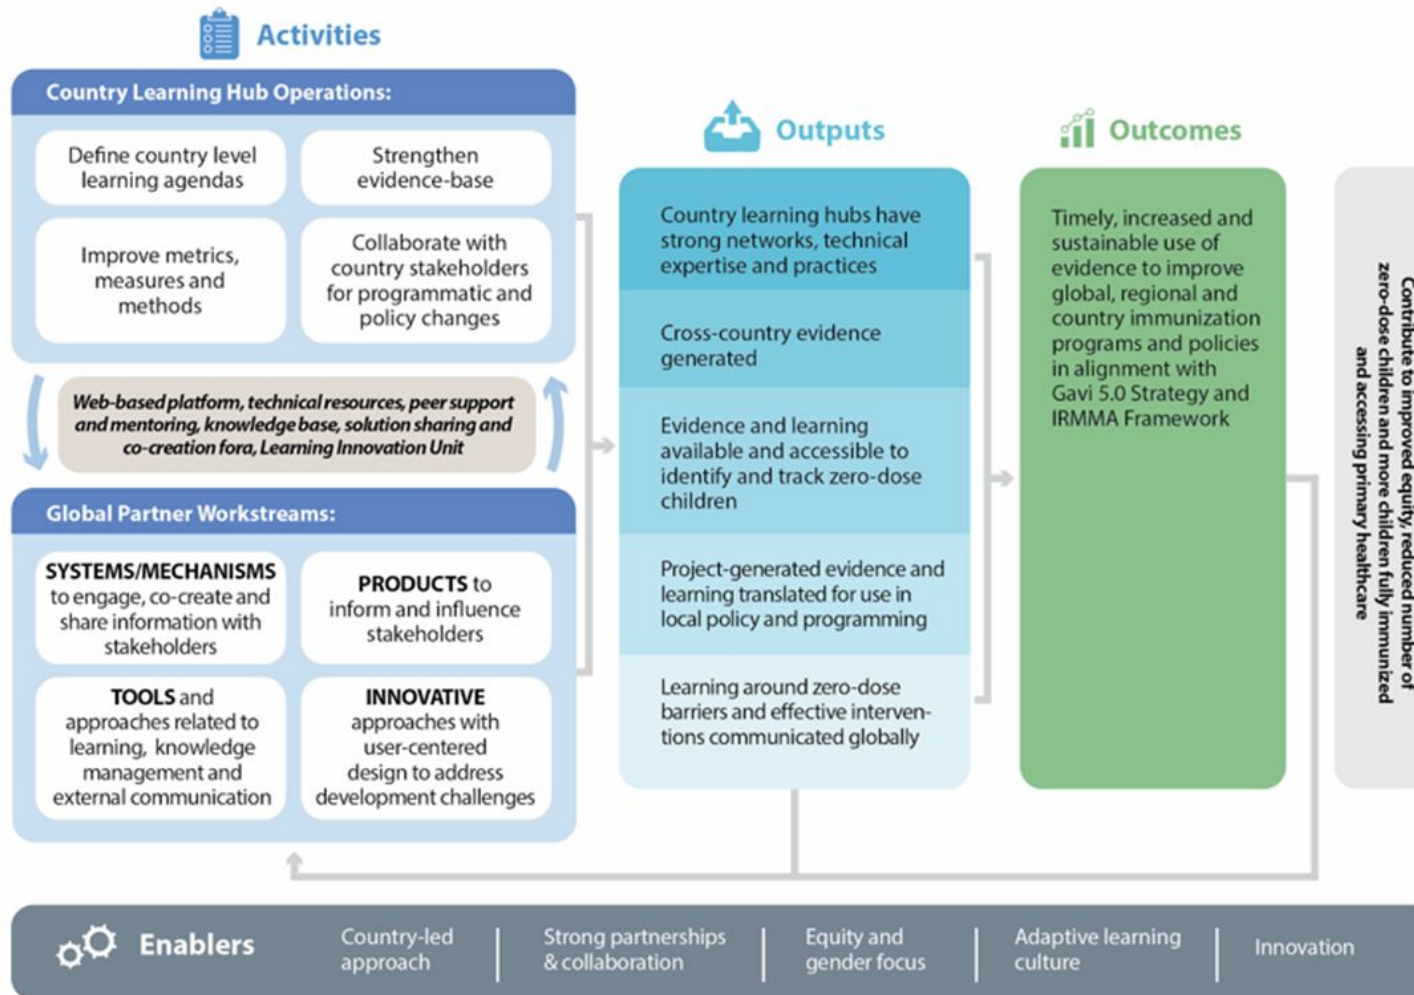 Activities
Country Learning Hub Operations:
Define country level
learning agendas
Strengthen
evidence-base
Improve metrics,
measures and
methods
Collaborate with
country stakeholders
for programmatic and
policy changes
Web-based platform, technical resources, peer support
and mentoring, knowledge base, solution sharing and
co-creation fora, Learning Innovation Unit
Global Partner Workstreams:
SYSTEMS/MECHANISMS
to engage, co-create and
share information with
stakeholders
PRODUCTS to
inform and influence
stakeholders
TOOLS and
approaches related to
learning, knowledge
management and
external communication
INNOVATIVE
approaches with
user-centered
design to address
development challenges
Outputs
Country learning hubs have
strong networks, technical
expertise and practices
Cross-country evidence
generated
Evidence and learning
available and accessible to
identify and track zero-dose
children
Project-generated evidence and
learning translated for use in
local policy and programming
Learning around zero-dose
barriers and effective interven-
tions communicated globally
Outcomes
Timely, increased and
sustainable use of
evidence to improve
global, regional and
country immunization
programs and policies
in alignment with
Gavi 5.0 Strategy and
IRMMA Framework
Contribute to improved equity, reduced number of
zero-dose children and more children fully immunized
and accessing primary healthcare
Enablers
Country-led
approach
Strong partnerships
& collaboration
Equity and
gender focus
Adaptive learning
culture
Innovation